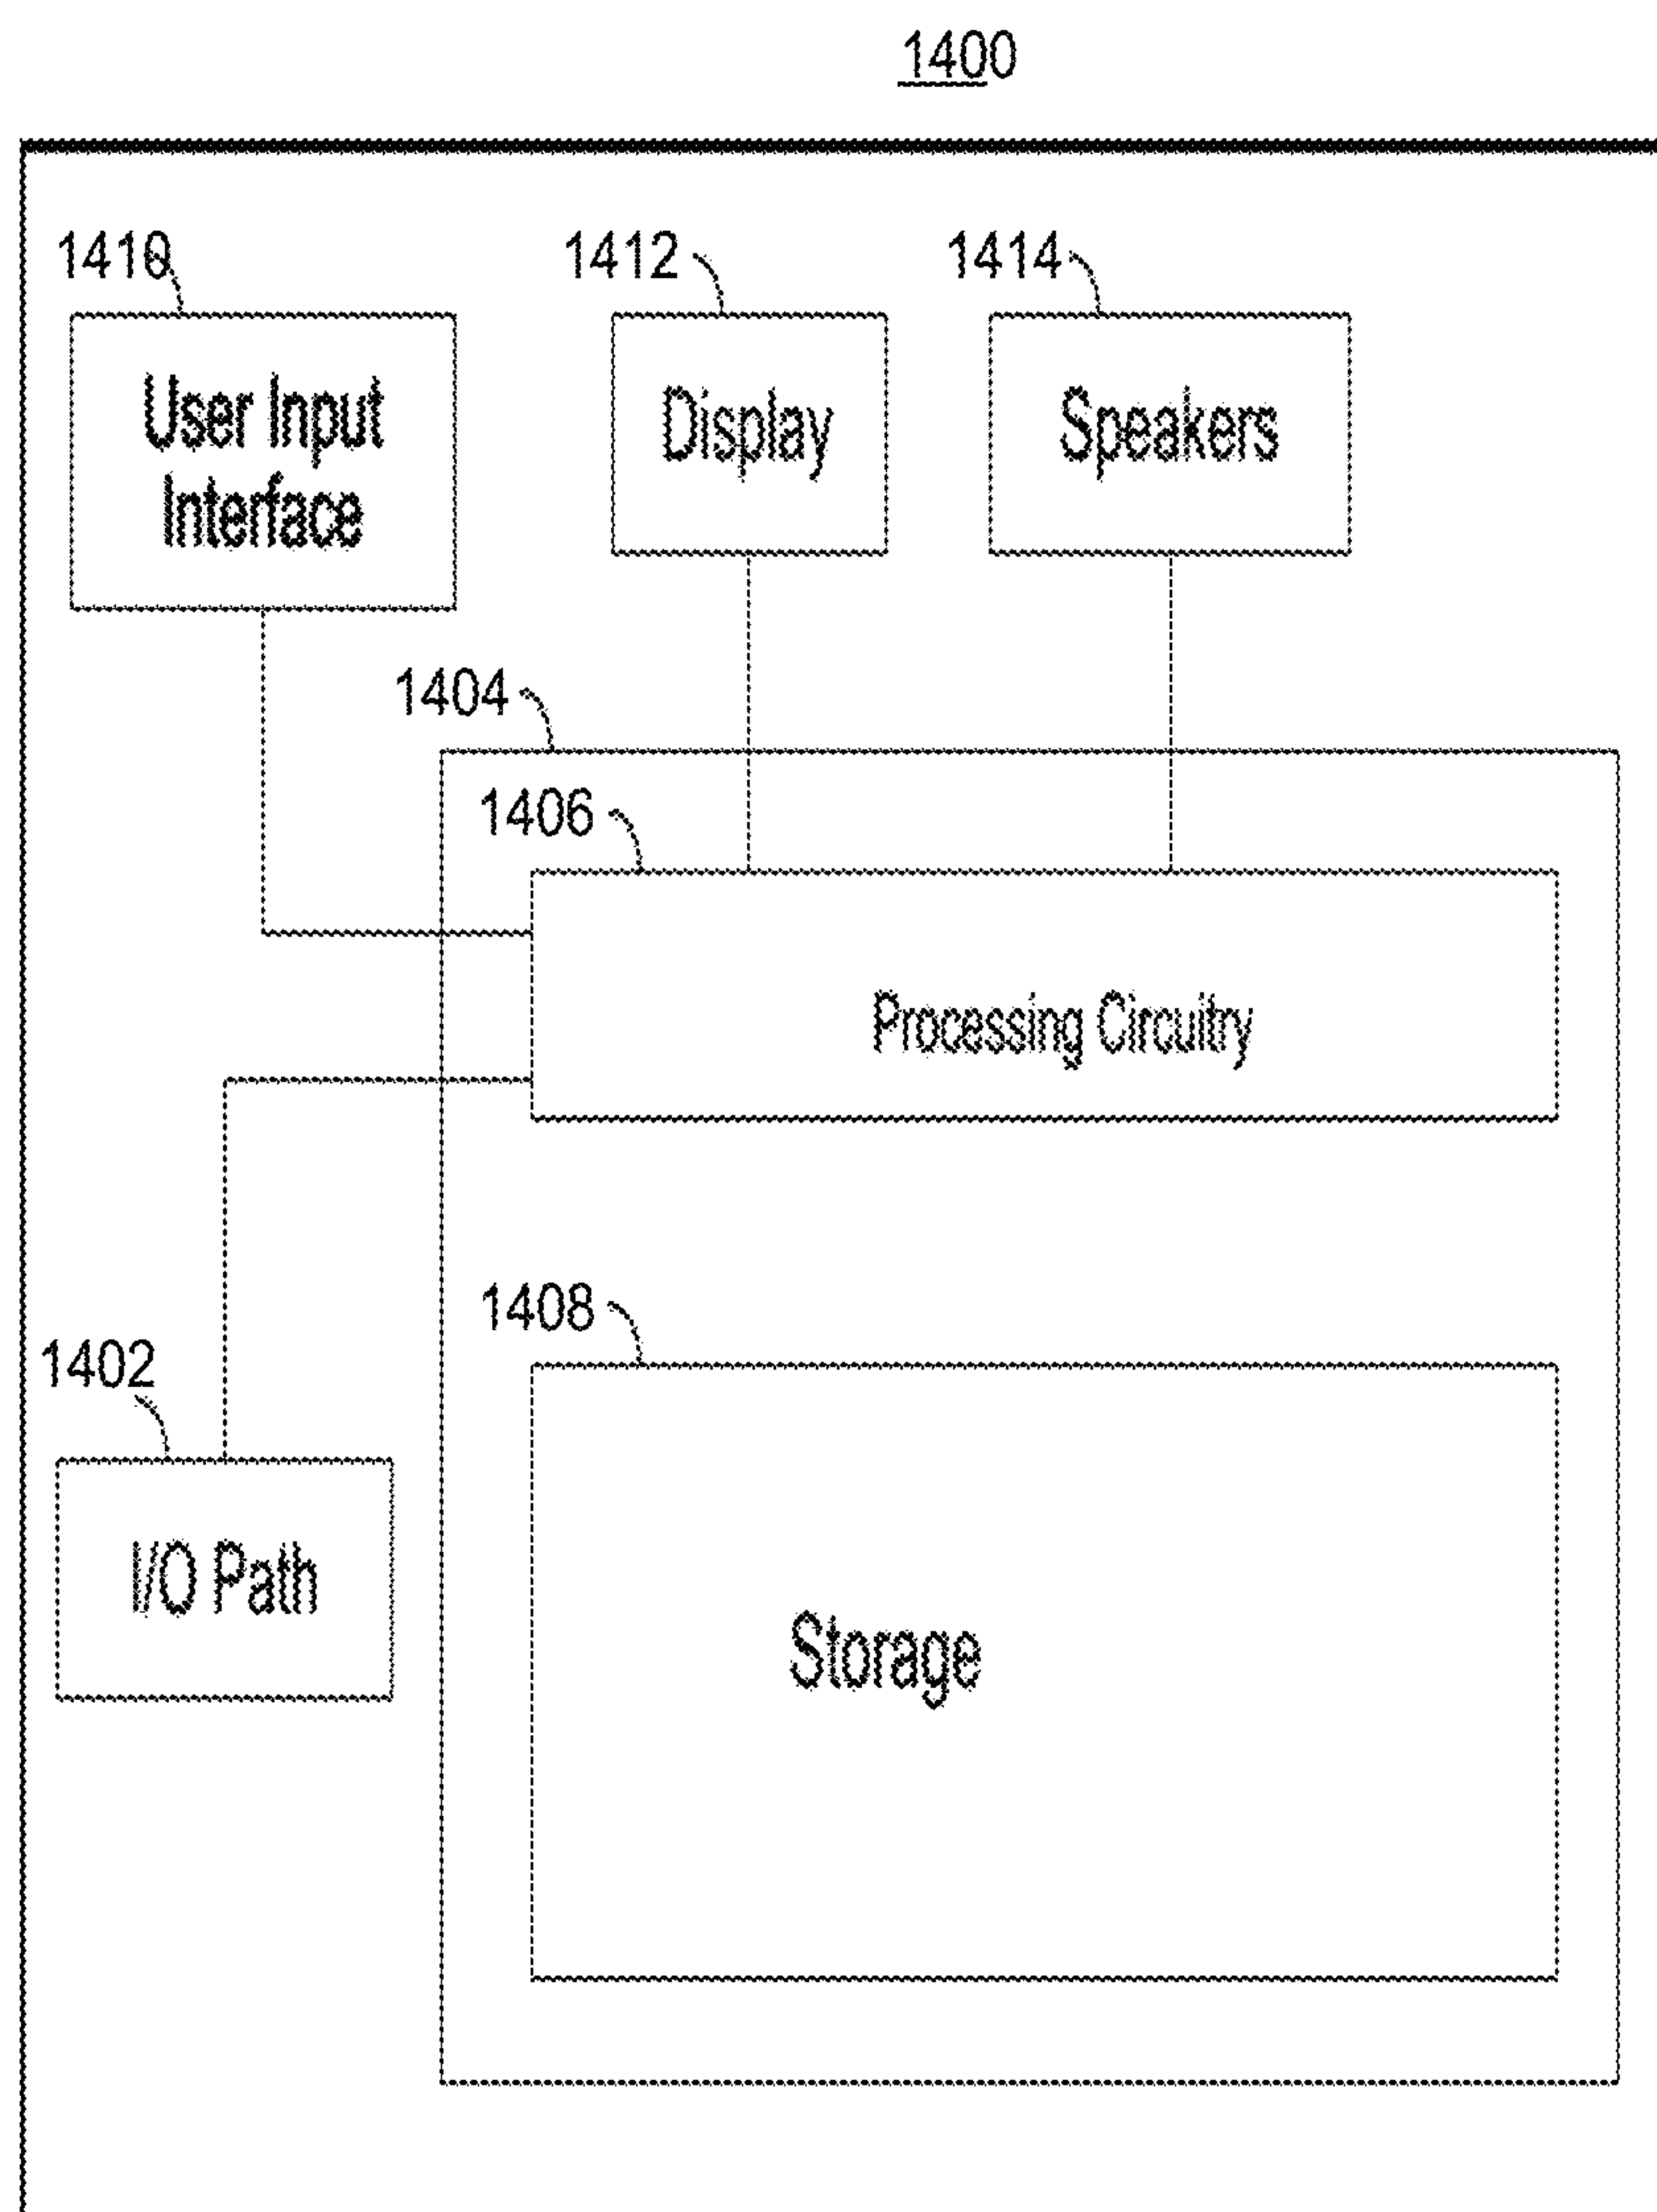 1400
1410
1412
1414
User Input
Interface
Display
Speakers
1404
1406
Processing Circuitry
1408
1402
I/O Path
Storage